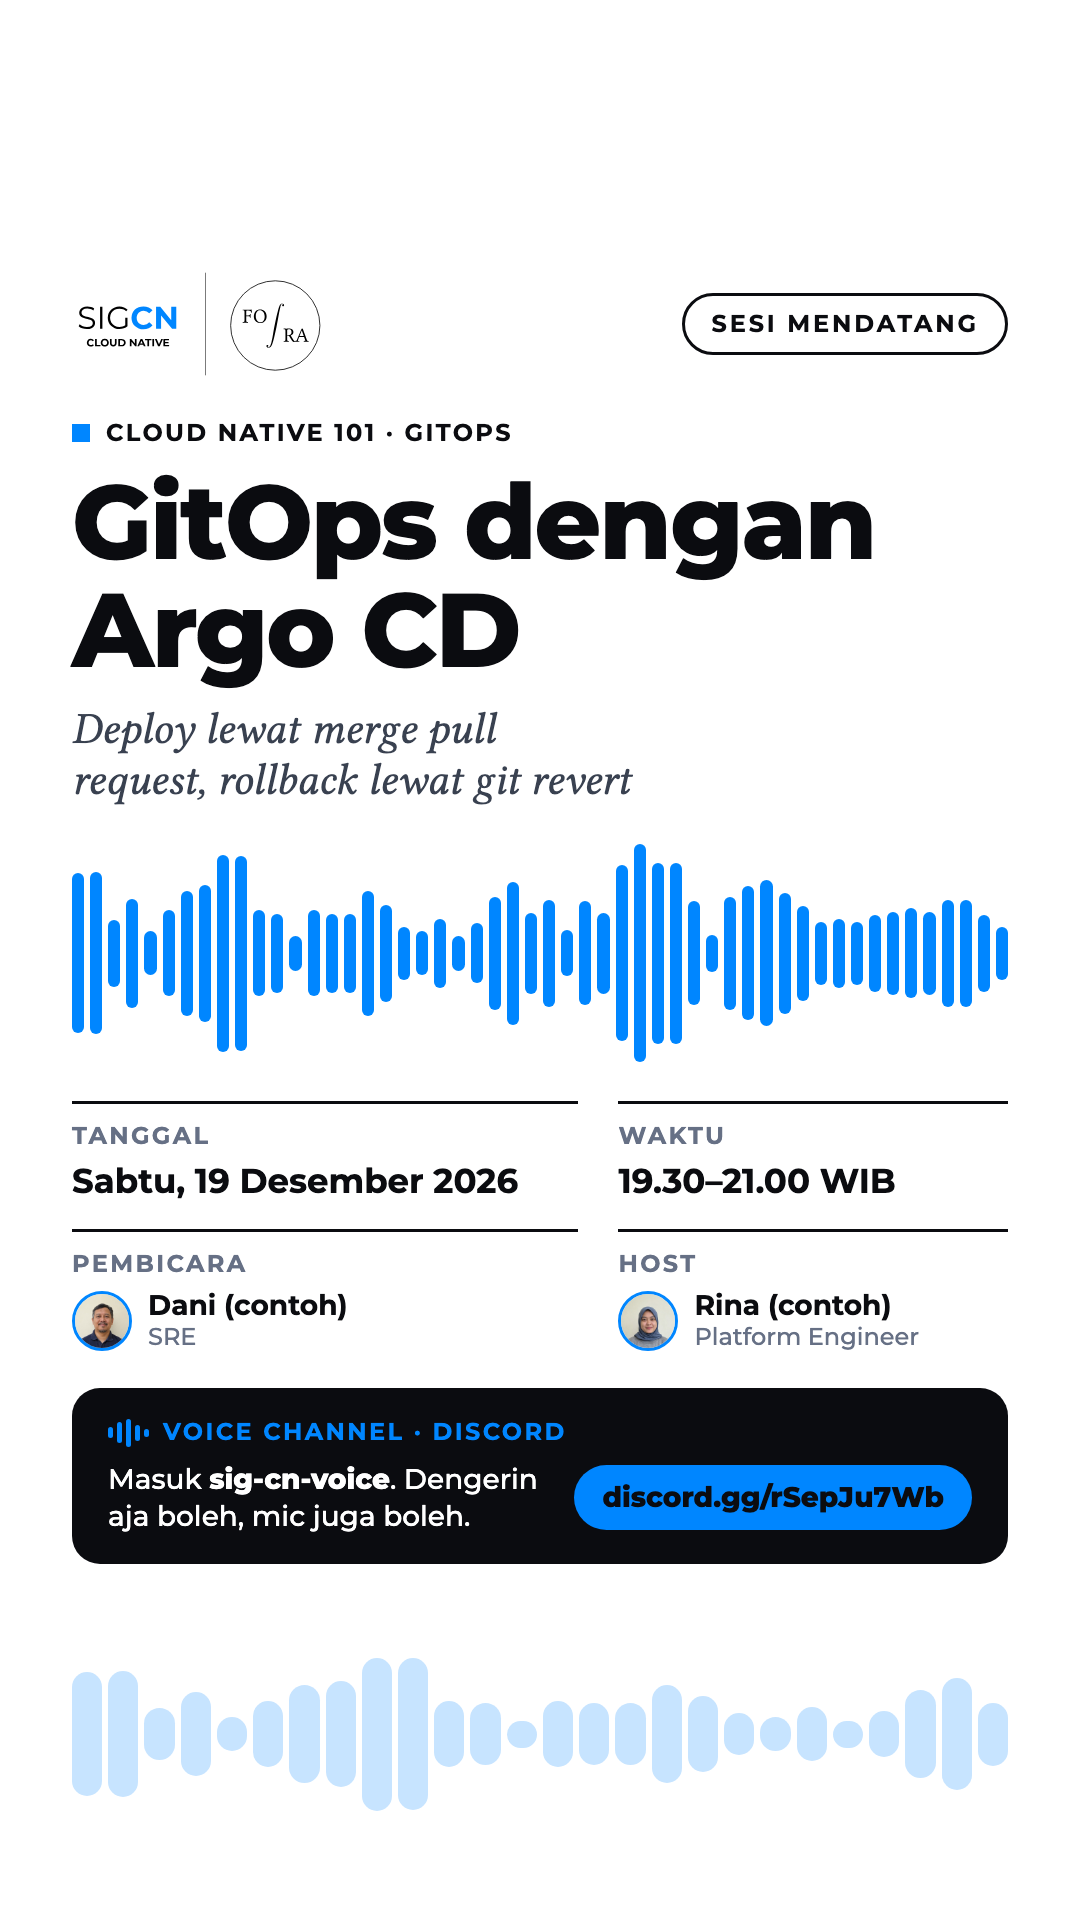 SIGCN
CLOUD NATIVE
FO
RA
SESI MENDATANG
CLOUD NATIVE 101 · GITOPS
GitOps dengan
Argo CD
Deploy lewat merge pull
request, rollback lewat git revert
TANGGAL
Sabtu, 19 Desember 2026
WAKTU
19.30–21.00 WIB
PEMBICARA
Dani (contoh)
SRE
HOST
Rina (contoh)
Platform Engineer
VOICE CHANNEL · DISCORD
Masuk sig-cn-voice. Dengerin
aja boleh, mic juga boleh.
discord.gg/rSepJu7Wb